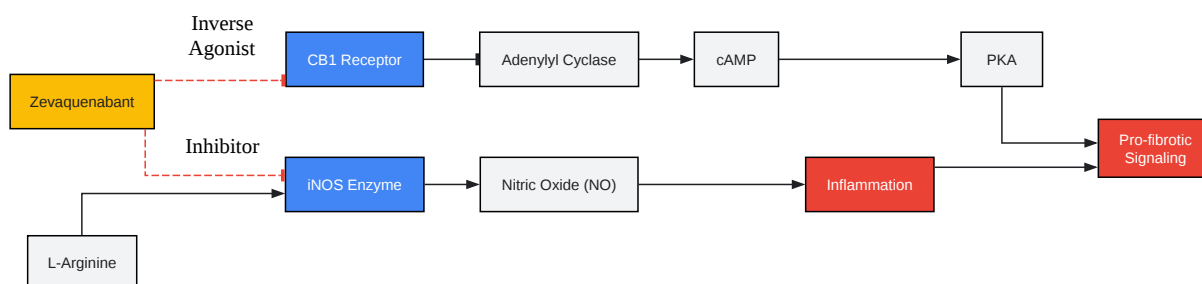 Inverse
Agonist
CB1 Receptor
Adenylyl Cyclase
cAMP
PKA
Zevaquenabant
Inhibitor
Pro-fibrotic
Signaling
iNOS Enzyme
Nitric Oxide (NO)
Inflammation
L-Arginine